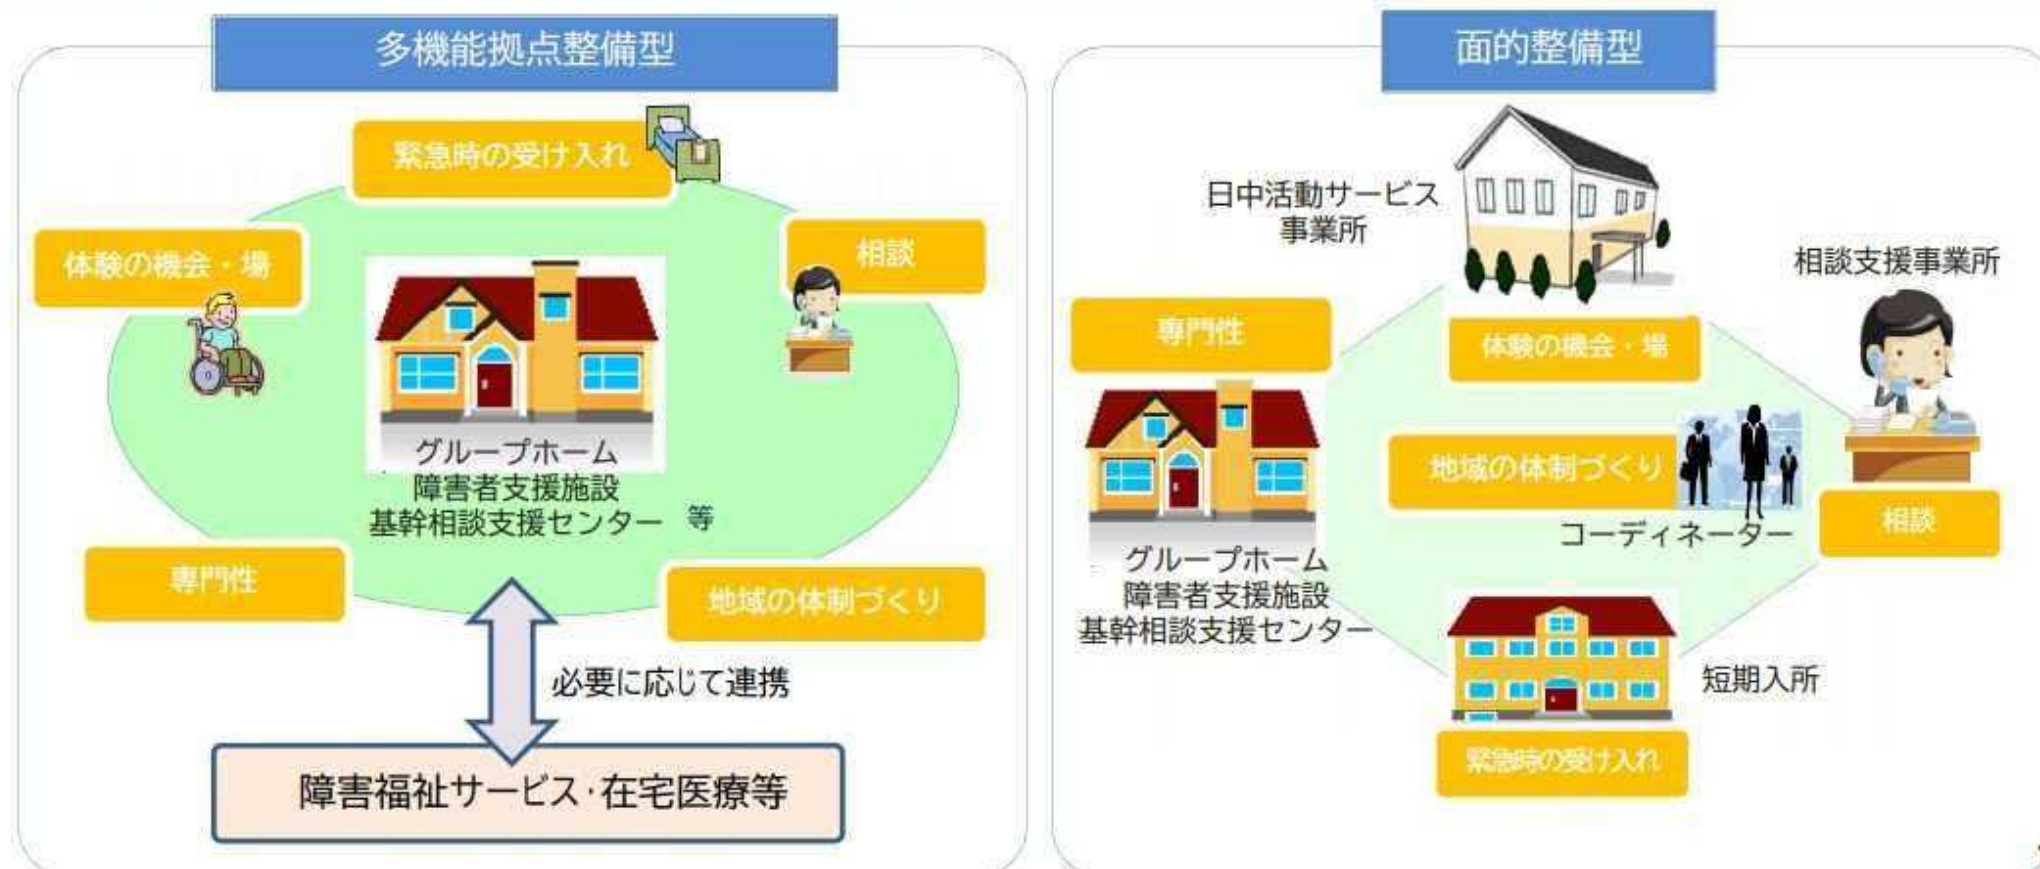 多機能拠点整備型
緊急時の受け入れ
体験の機会・場
相談
グループホーム
障害者支援施設
基幹相談支援センター 等
専門性
地域の体制づくり
必要に応じて連携
障害福祉サービス・在宅医療等
面的整備型
日中活動サービス
事業所
相談支援事業所
専門性
体験の機会・場
地域の体制づくり
コーディネーター
相談
グループホーム
障害者支援施設
基幹相談支援センター
短期入所
緊急時の受け入れ